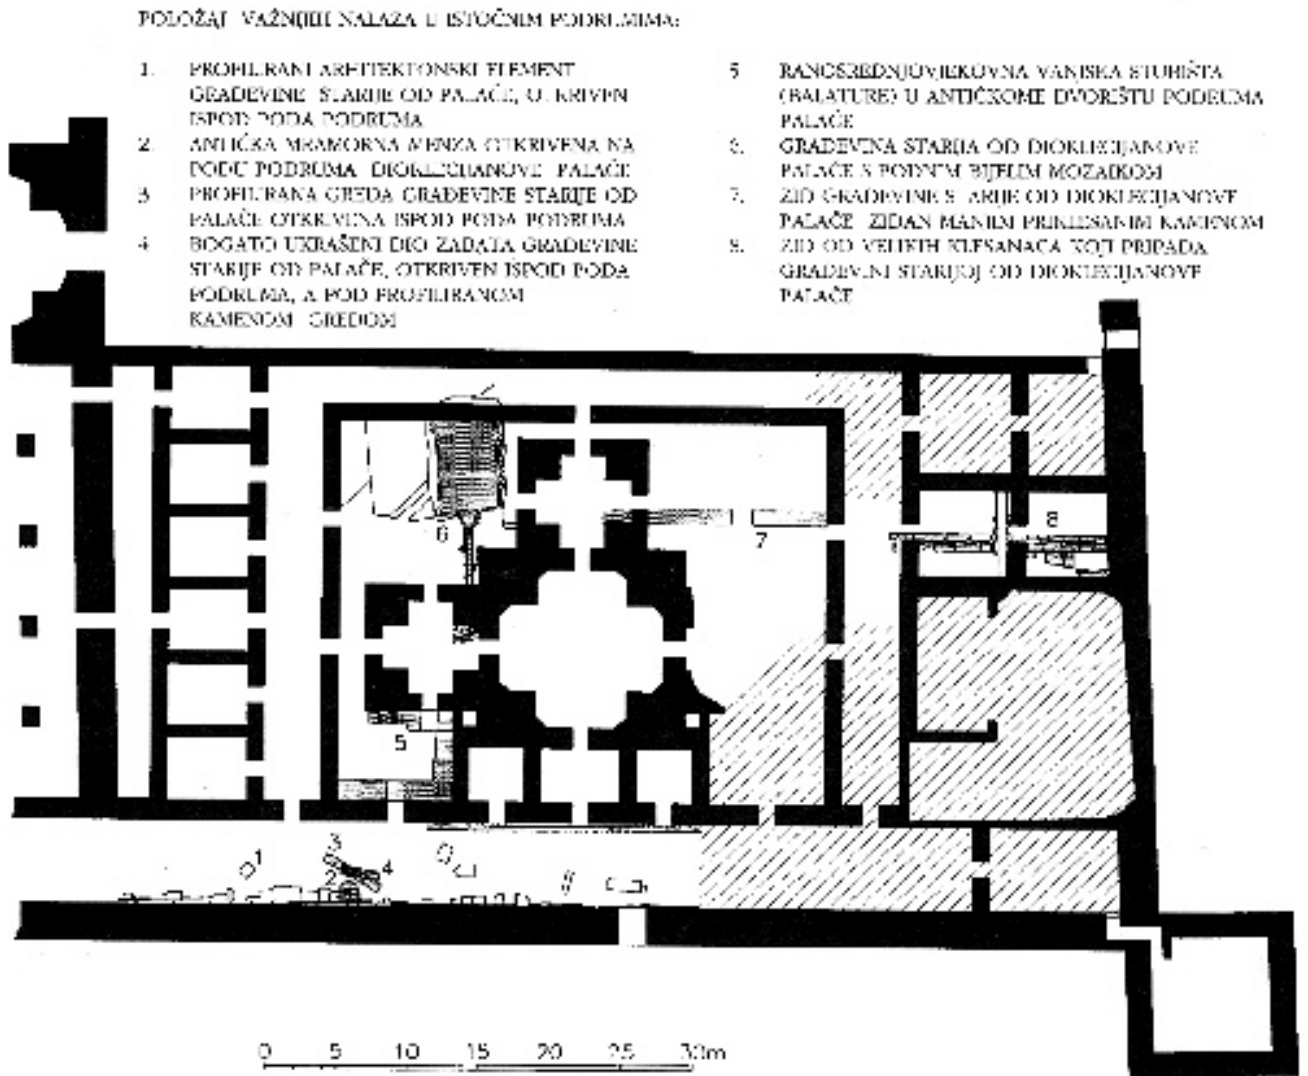 POLOŽAJ VAŽNIJIH NALAZA U ISTOČNIM PODRUMIMA:
1. PROFILIRANI ARHITEKTONSKI ELEMENT
GRAĐEVINE STARIJE OD PALAČE, OTKRIVEN
ISPOD PODA PODRUMA
2. ANTIČKA MRAMORNA MENZA OTKRIVENA NA
PODU PODRUMA DIOKLECIJANOVE PALAČE
3 PROFILIRANA GREDA GRAĐEVINE STARIJE OD
PALAČE OTKRIVENA ISPOD PODA PODRUMA
4 BOGATO UKRAŠENI DIO ZABATA GRAĐEVINE
STARIJE OD PALAČE, OTKRIVEN ISPOD PODA
PODRUMA, A POD PROFILIRANOM
KAMENOM GREDOM
5 RANOSREDNJOVJEKOVNA VANJSKA STUBIŠTA
(BALATURE) U ANTIČKOME DVORIŠTU PODRUMA
PALAČE
6. GRAĐEVINA STARIJA OD DIOKLECIJANOVE
PALAČE S PODNIM BIJELIM MOZAIKOM
7. ZID GRAĐEVINE STARIJE OD DIOKLECIJANOVE
PALAČE ZIDAN MANJIM PRIKLESANIM KAMENOM
8. ZID OD VELIKIH KLESANACA KOJI PRIPADA
GRAĐEVINI STARIJOJ OD DIOKLECIJANOVE
PALAČE
6
7
8
5
1
3
2
4
0 5 10 15 20 25 30m